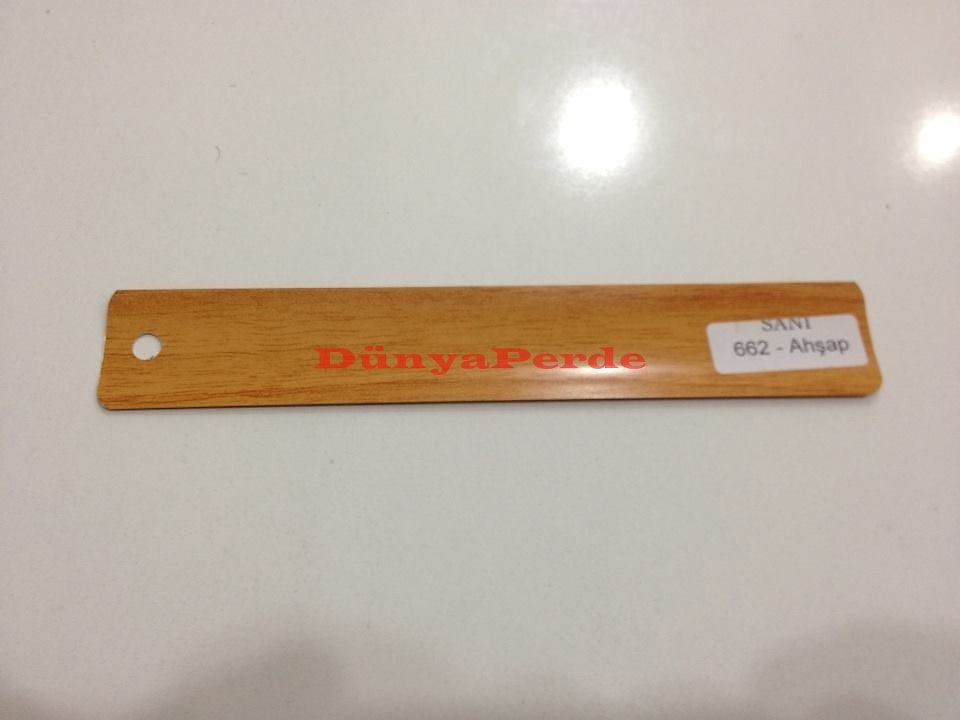 SANI
662 - Ahşap
DünyaPerde